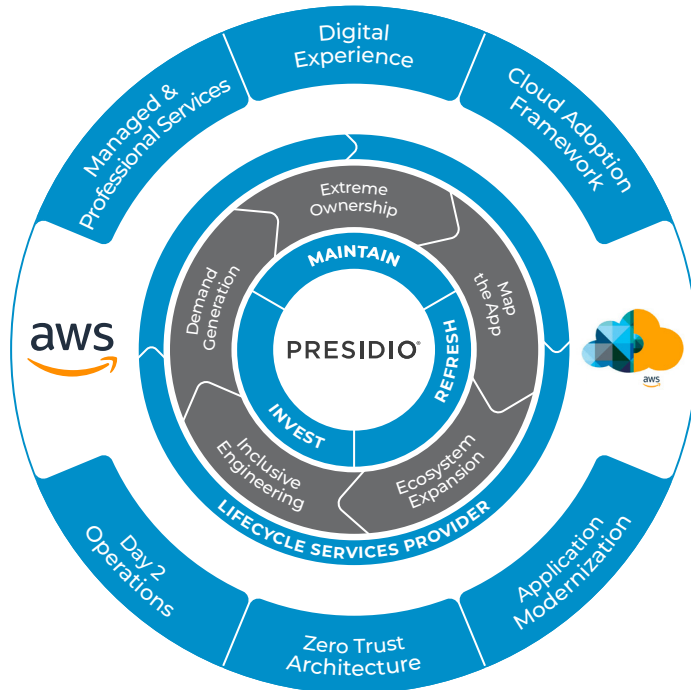 Digital
Experience
Cloud Adoption
Framework
Managed &
Professional Services
Extreme
Ownership
MAINTAIN
Map
the App
Demand
Generation
aws
PRESIDIO®
REFRESH
aws
INVEST
Inclusive
Engineering
Ecosystem
Expansion
LIFECYCLE SERVICES PROVIDER
Day 2
Operations
Application
Modernization
Zero Trust
Architecture